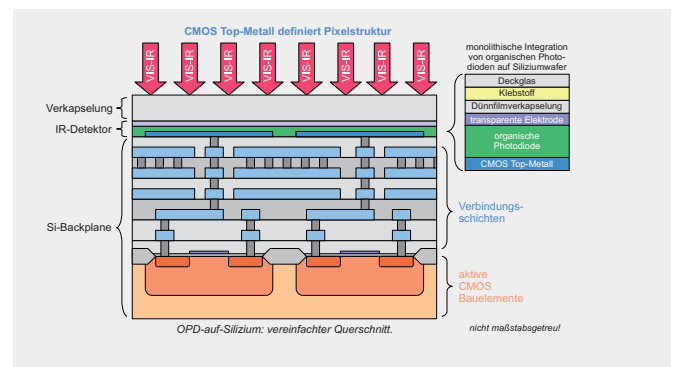 CMOS Top-Metall definiert Pixelstruktur
VIS-IR
VIS-IR
VIS-IR
VIS-IR
VIS-IR
VIS-IR
VIS-IR
VIS-IR
monolithische Integration
von organischen Photo-
dioden auf Siliziumwafer
Deckglas
Klebstoff
Dünnfilmverkapselung
transparente Elektrode
organische
Photodiode
CMOS Top-Metall
Verkapselung
IR-Detektor
Si-Backplane
Verbindungs-
schichten
aktive
CMOS
Bauelemente
OPD-auf-Silizium: vereinfachter Querschnitt.
nicht maßstabsgetreu!